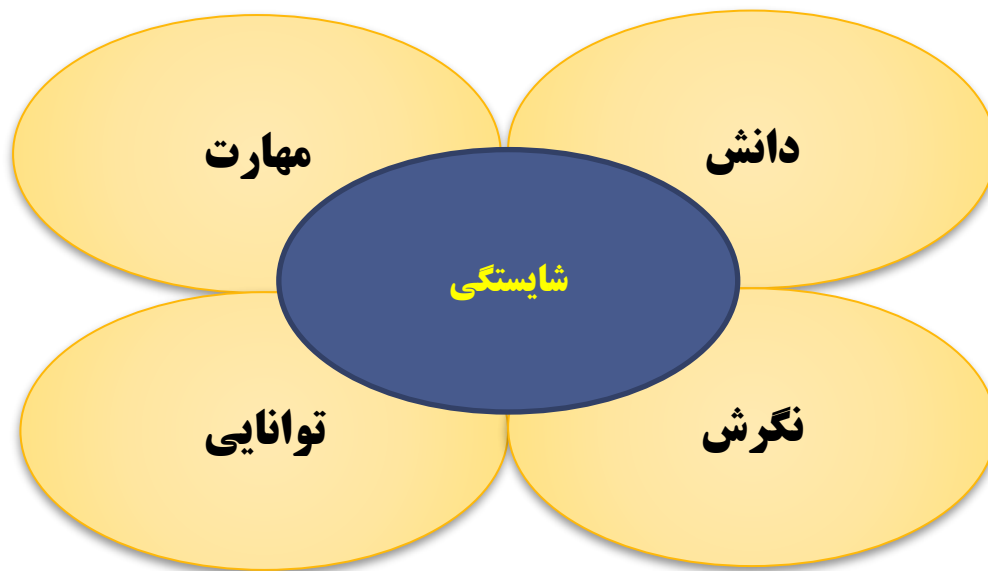 دانش
مهارت
شایستگی
نگرش
توانایی